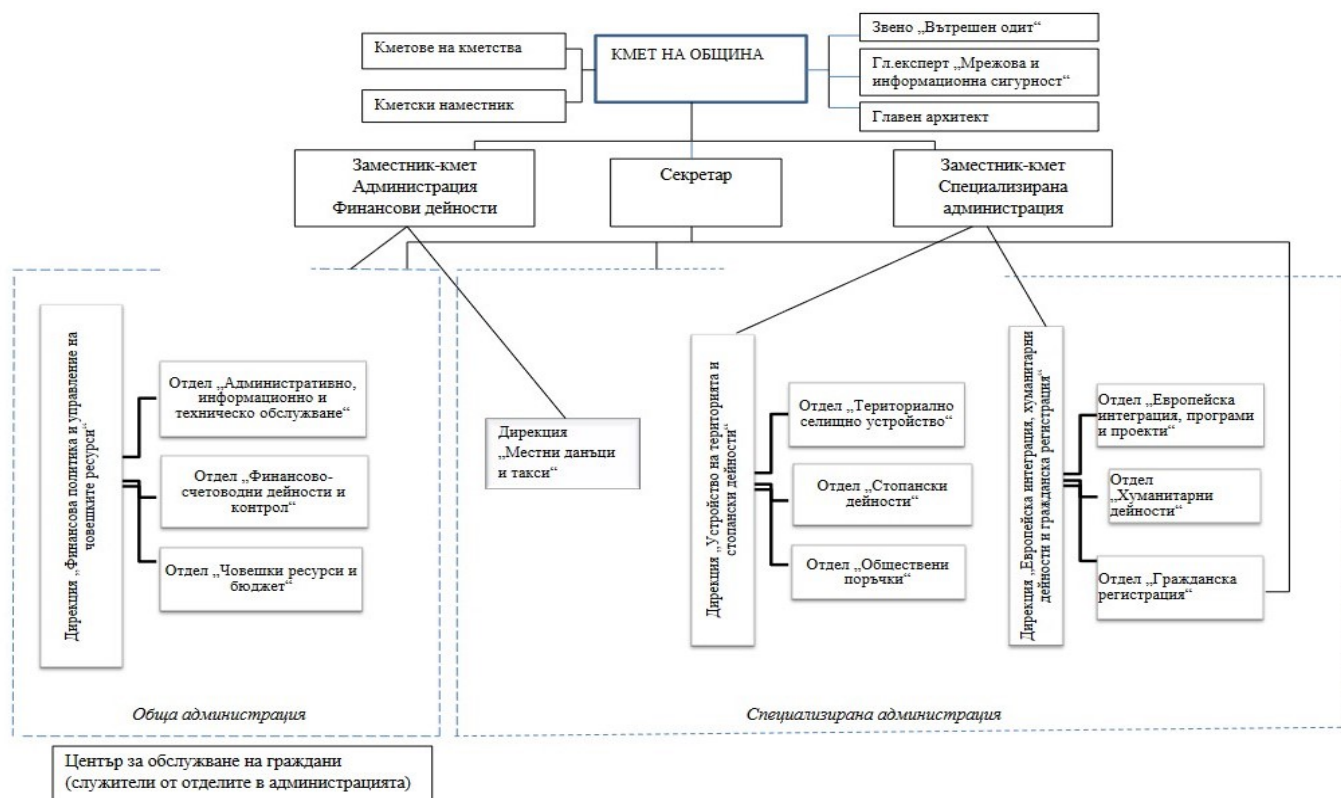 Кметове на кметства
Кметски наместник
КМЕТ НА ОБЩИНА
Звено „Вътрешен одит“
Гл.експерт „Мрежова и
информационна сигурност“
Главен архитект
Заместник-кмет
Администрация
Финансови дейности
Секретар
Заместник-кмет
Специализирана
администрация
Дирекция „Финансова политика и управление на
човешките ресурси“
Отдел „Административно,
информационно и
техническо обслужване“
Отдел „Финансово-
счетоводни дейности и
контрол“
Отдел „Човешки ресурси и
бюджет“
Дирекция
„Местни данъци
и такси“
Дирекция „Устройство на територията и
стопански дейности“
Отдел „Териториално
селищно устройство“
Отдел „Стопански
дейности“
Отдел „Обществени
поръчки“
Дирекция „Европейска интеграция, хуманитарни
дейности и гражданска регистрация“
Отдел „Европейска
интеграция, програми
и проекти“
Отдел
„Хуманитарни
дейности“
Отдел „Гражданска
регистрация“
Обща администрация
Специализирана администрация
Център за обслужване на граждани
(служители от отделите в администрацията)